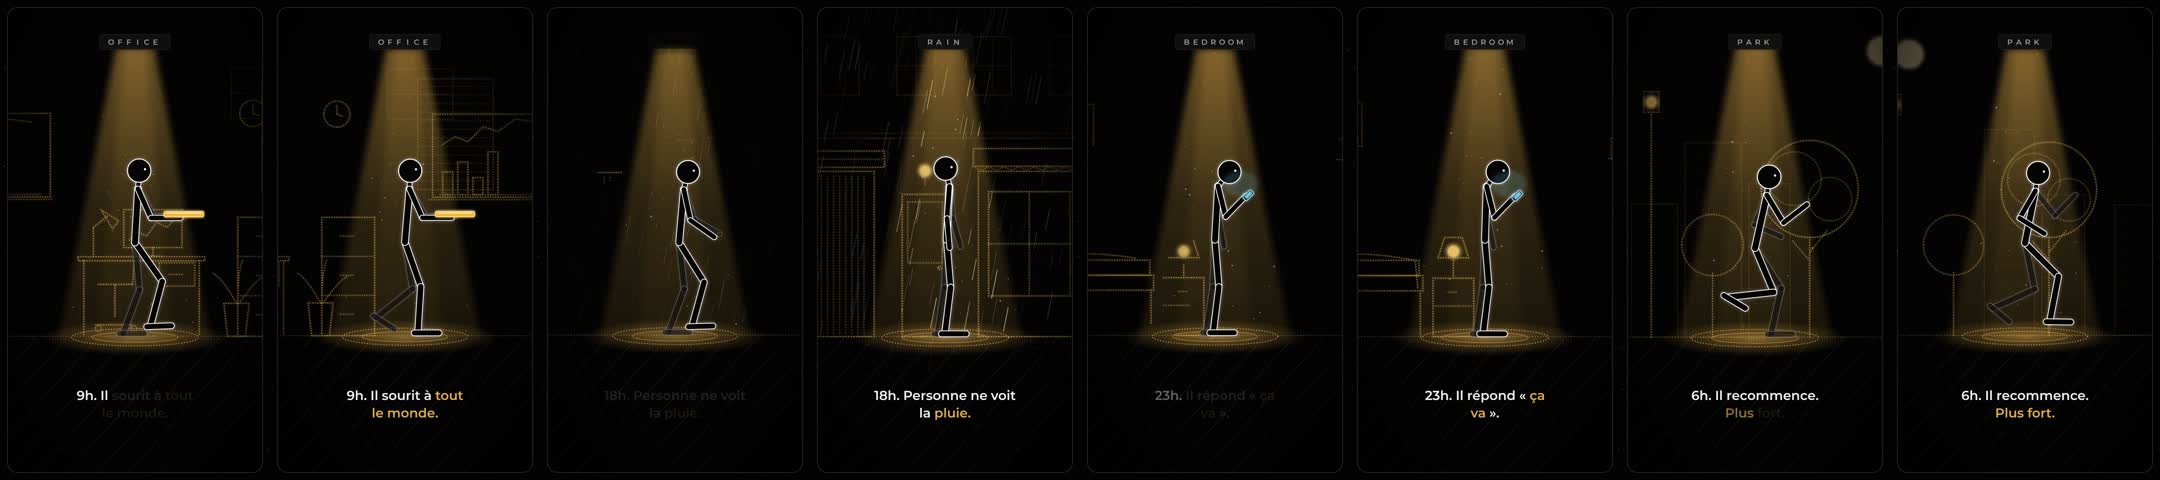 OFFICE
9h. Il sourit à tout
le monde.
OFFICE
9h. Il sourit à tout
le monde.
18h. Personne ne voit
la pluie.
RAIN
18h. Personne ne voit
la pluie.
BEDROOM
23h. Il répond « ça
va ».
BEDROOM
23h. Il répond « ça
va ».
PARK
6h. Il recommence.
Plus fort.
PARK
6h. Il recommence.
Plus fort.